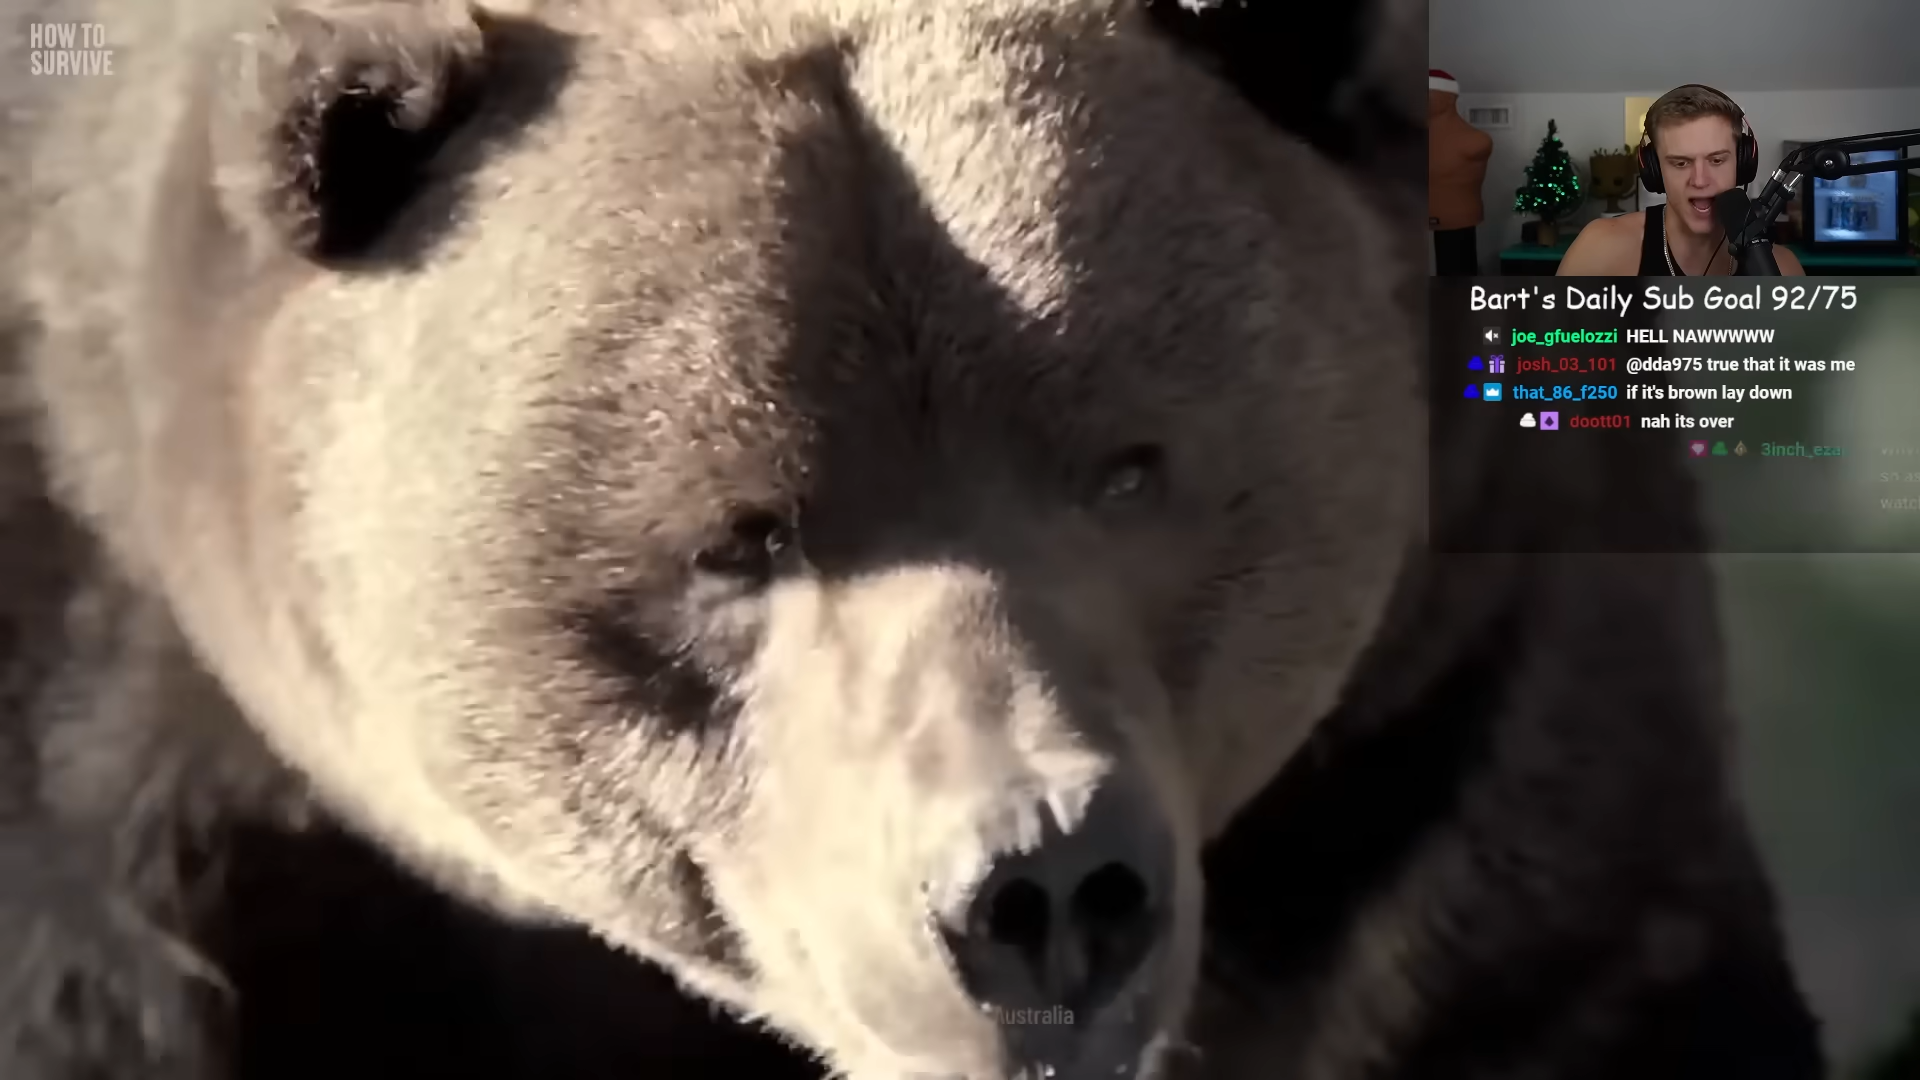 HOW TO
SURVIVE
Bart's Daily Sub Goal 92/75
joe_gfuelozzi HELL NAWWWWW
josh_03_101 @dda975 true that it was me
that_86_f250 if it's brown lay down
doott01 nah its over
3inch_eza
Australia